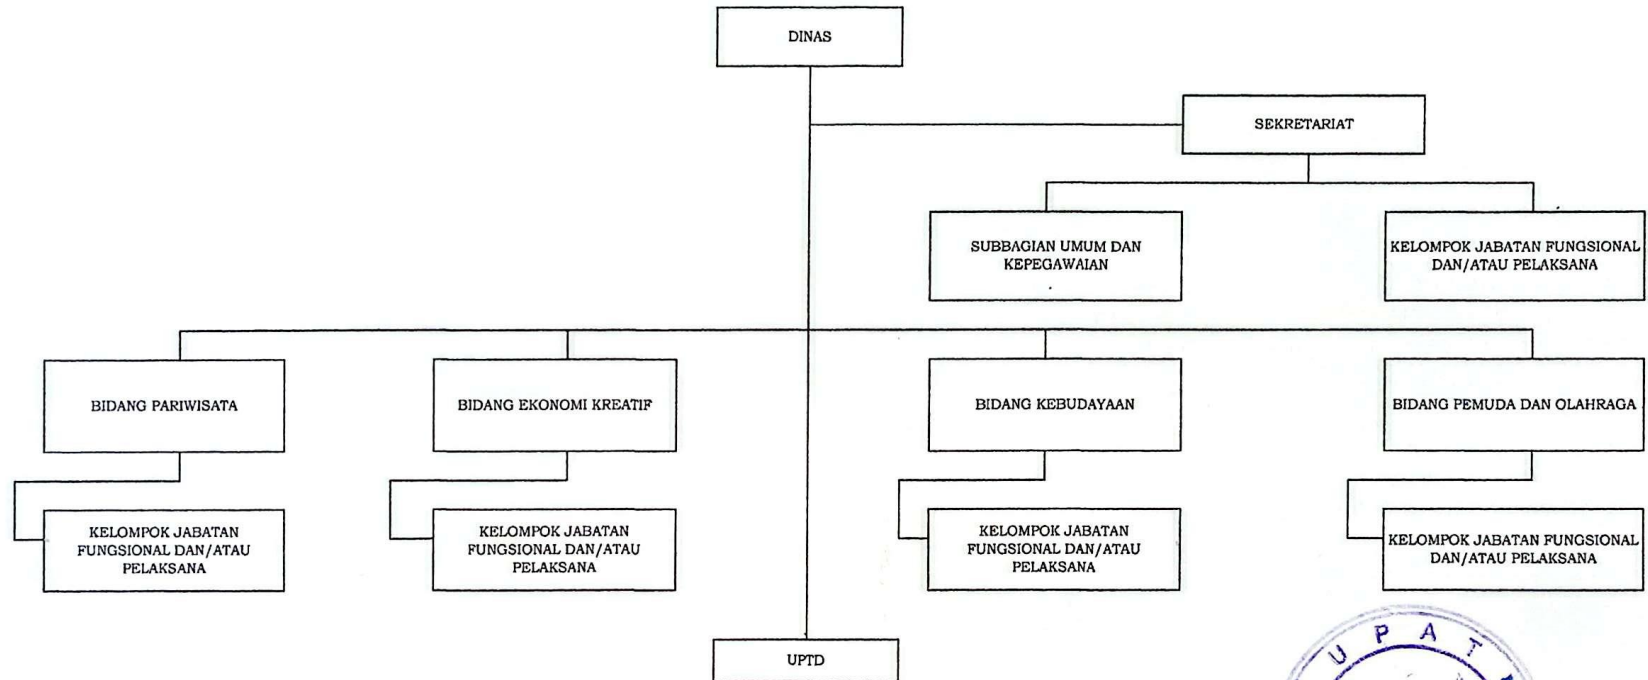 DINAS
SEKRETARIAT
SUBBAGIAN UMUM DAN
KEPEGAWAIAN
KELOMPOK JABATAN FUNGSIONAL
DAN/ATAU PELAKSANA
BIDANG PARIWISATA
BIDANG EKONOMI KREATIF
BIDANG KEBUDAYAAN
BIDANG PEMUDA DAN OLAHRAGA
KELOMPOK JABATAN
FUNGSIONAL DAN/ATAU
PELAKSANA
KELOMPOK JABATAN
FUNGSIONAL DAN/ATAU
PELAKSANA
KELOMPOK JABATAN
FUNGSIONAL DAN/ATAU
PELAKSANA
KELOMPOK JABATAN FUNGSIONAL
DAN/ATAU PELAKSANA
UPTD